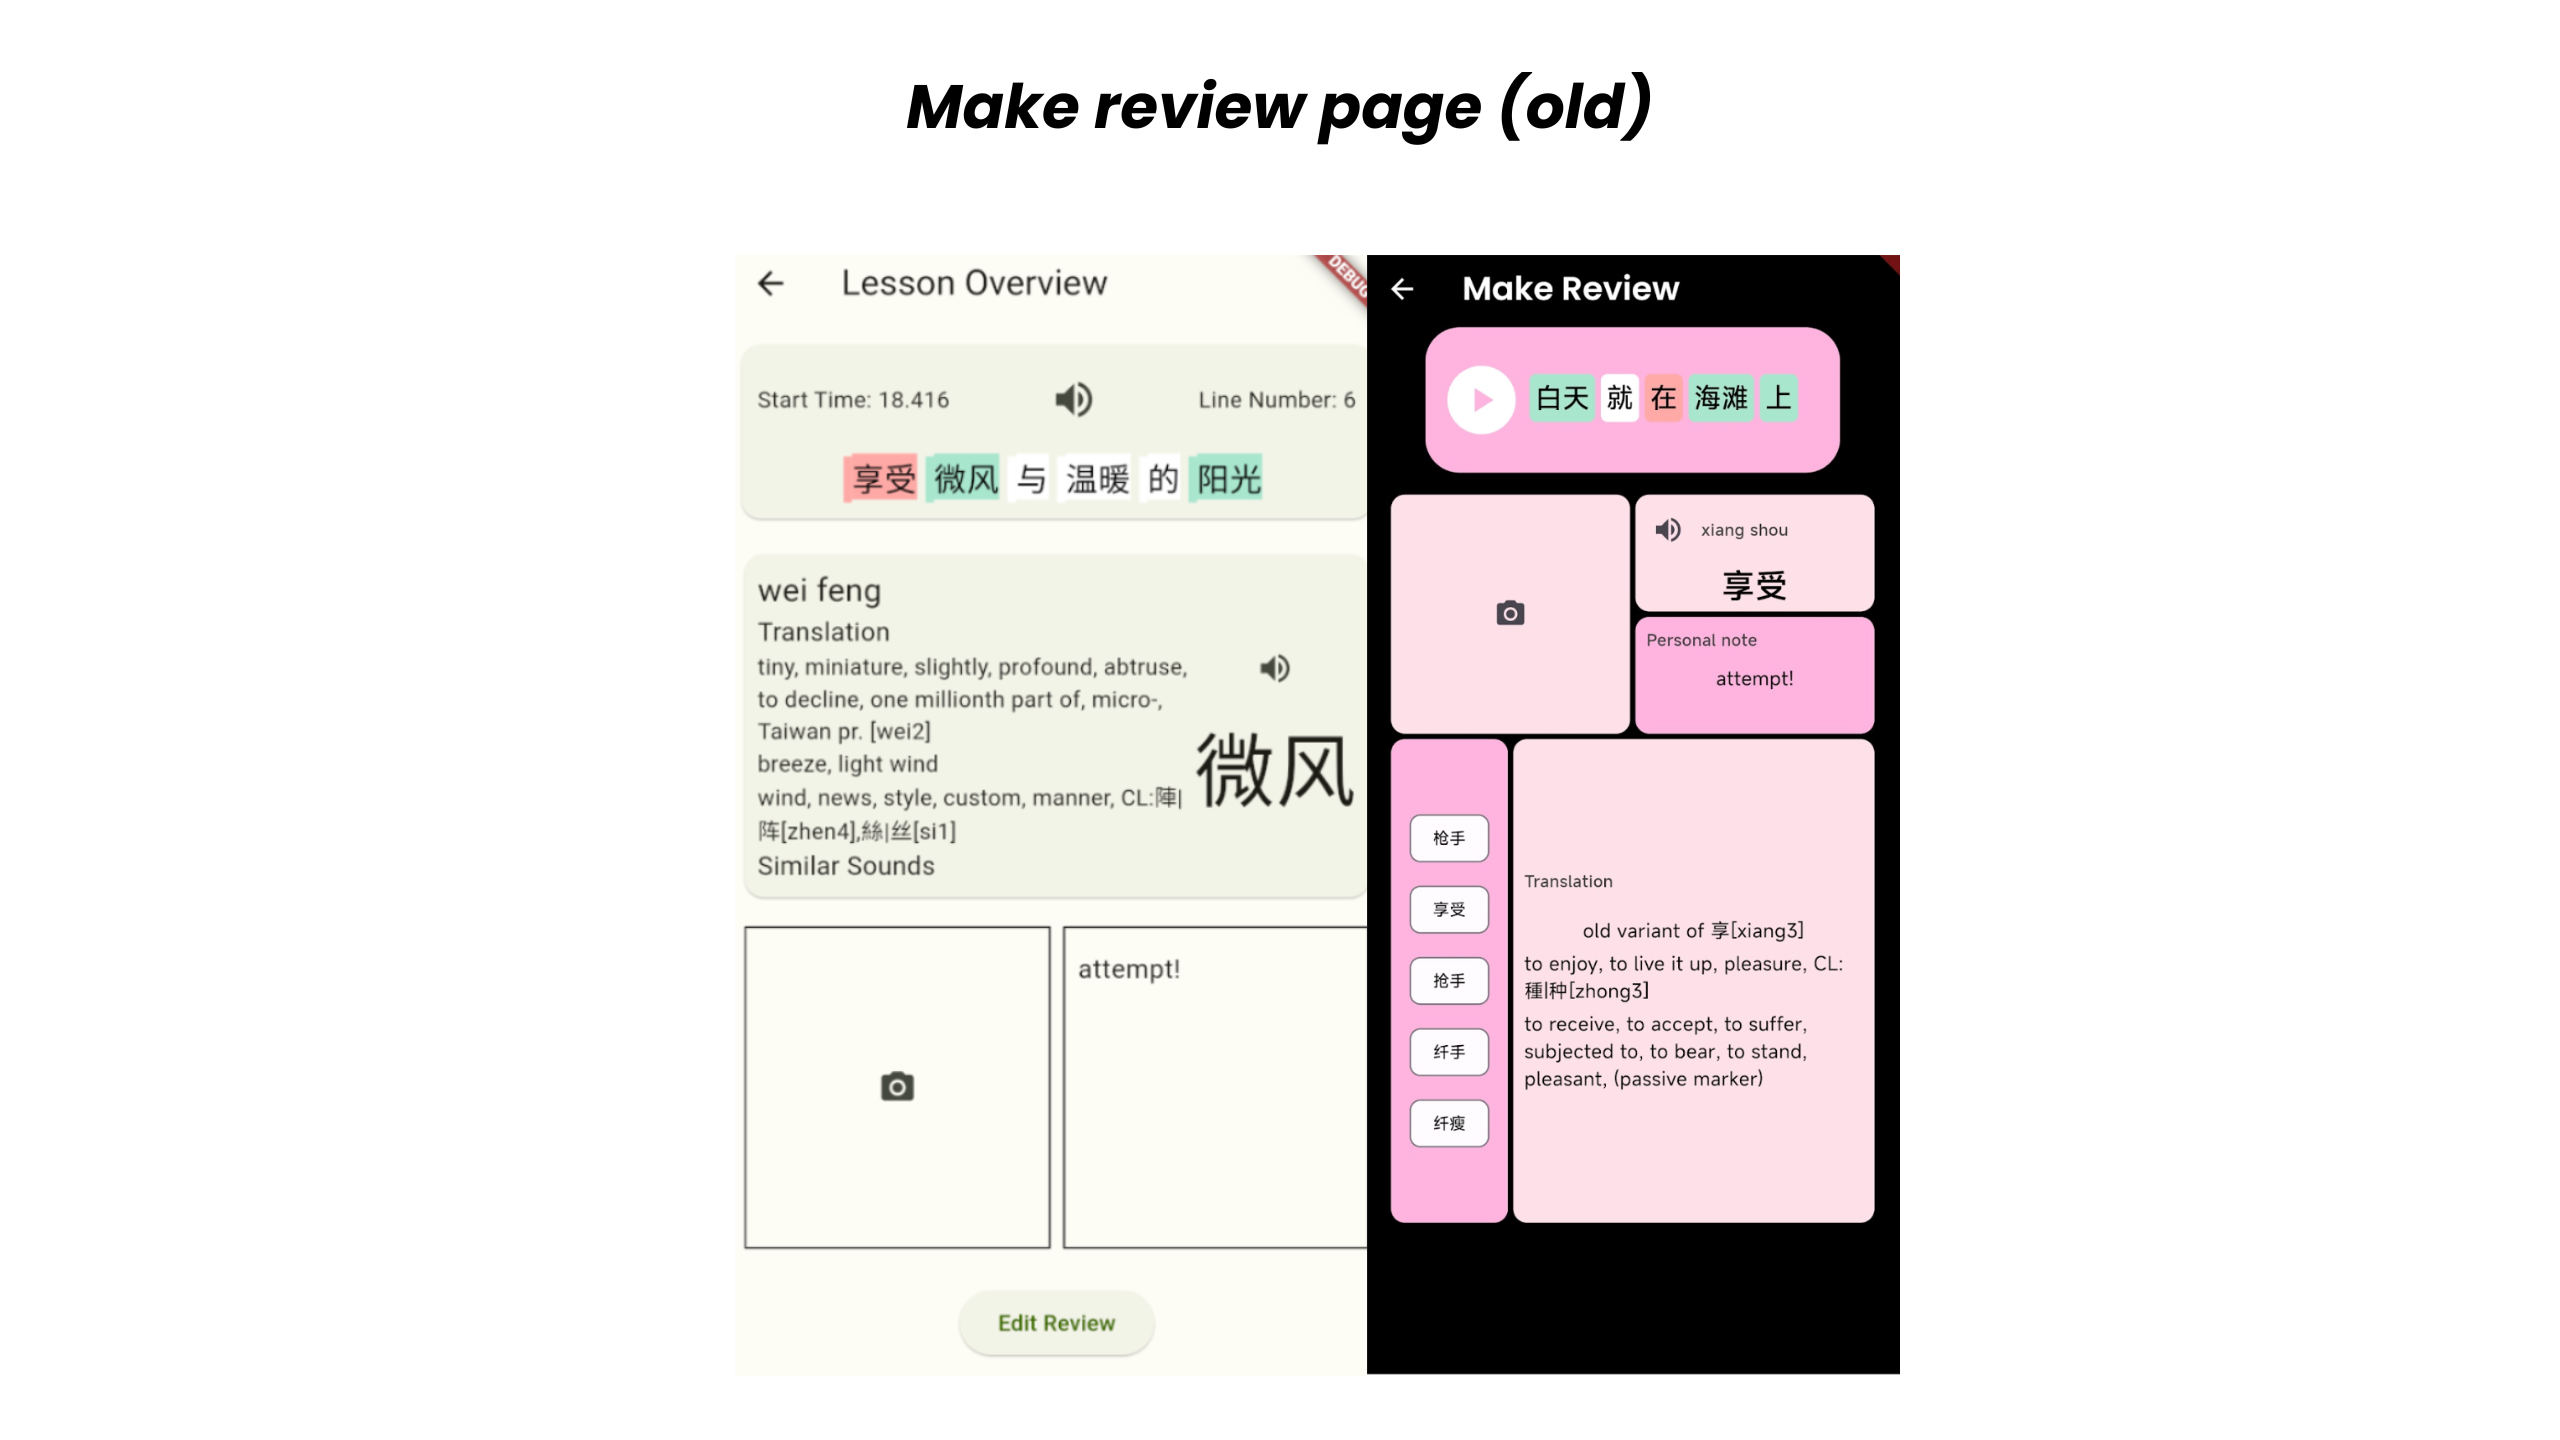 Make review page (old)
Lesson Overview
DEBUG
Start Time: 18.416
Line Number: 6
享受 微风 与 温暖 的 阳光
wei feng
Translation
tiny, miniature, slightly, profound, abtruse,
to decline, one millionth part of, micro-,
Taiwan pr. [wei2]
breeze, light wind
wind, news, style, custom, manner, CL:陣|
阵[zhen4],絲|丝[si1]
Similar Sounds
微风
attempt!
Edit Review
Make Review
白天 就 在 海滩 上
xiang shou
享受
Personal note
attempt!
枪手
享受
抢手
纤手
纤瘦
Translation
old variant of 享[xiang3]
to enjoy, to live it up, pleasure, CL:
種|种[zhong3]
to receive, to accept, to suffer,
subjected to, to bear, to stand,
pleasant, (passive marker)